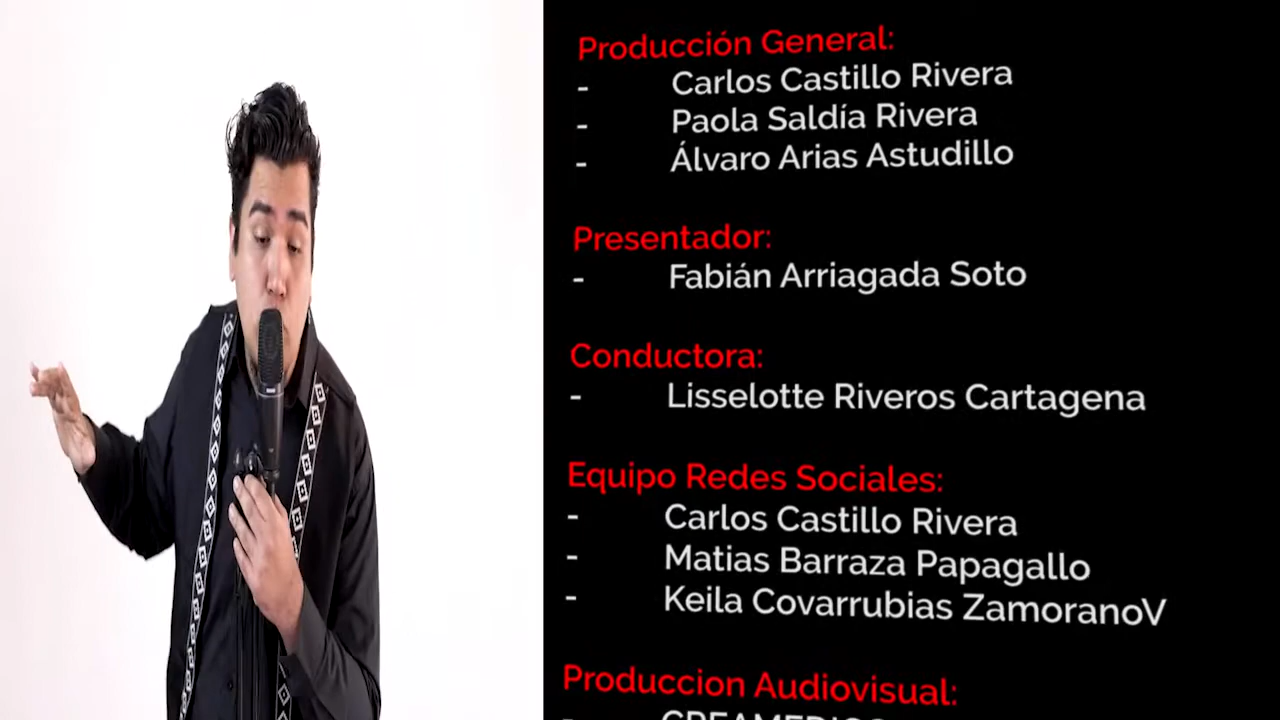 Producción General:
- Carlos Castillo Rivera
- Paola Saldía Rivera
- Álvaro Arias Astudillo
Presentador:
- Fabián Arriagada Soto
Conductora:
- Lisselotte Riveros Cartagena
Equipo Redes Sociales:
- Carlos Castillo Rivera
- Matias Barraza Papagallo
- Keila Covarrubias ZamoranoV
Produccion Audiovisual: